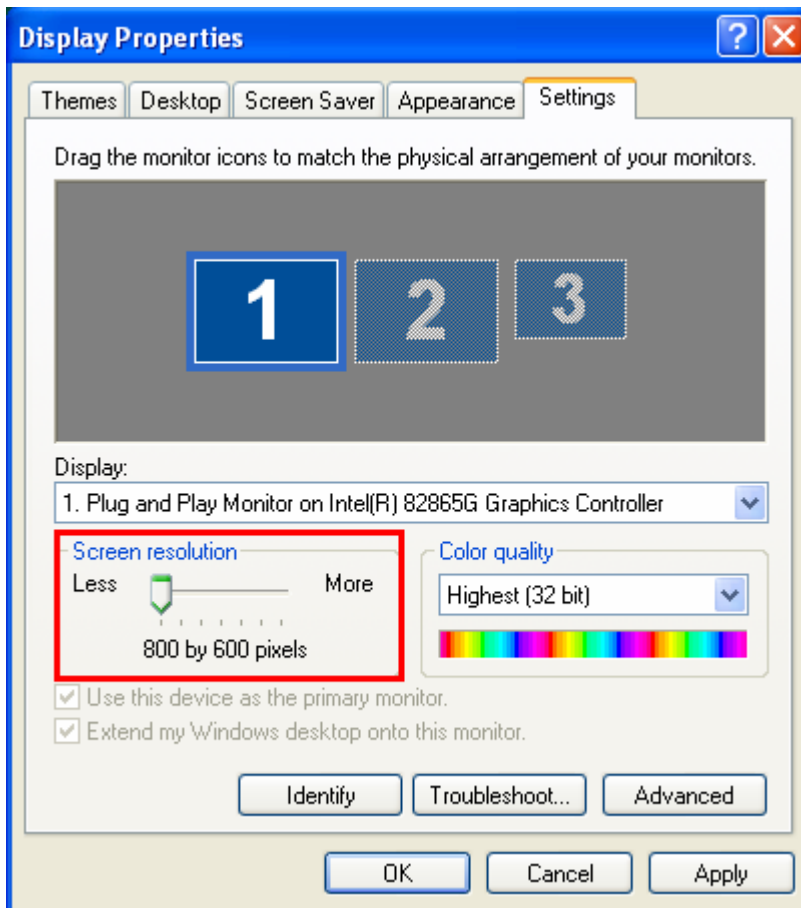 Display Properties
Themes Desktop Screen Saver Appearance Settings
Drag the monitor icons to match the physical arrangement of your monitors.
1 2 3
Display:
1. Plug and Play Monitor on Intel(R) 82865G Graphics Controller
Screen resolution
Less More
800 by 600 pixels
Color quality
Highest (32 bit)
Use this device as the primary monitor.
Extend my Windows desktop onto this monitor.
Identify Troubleshoot... Advanced
OK Cancel Apply